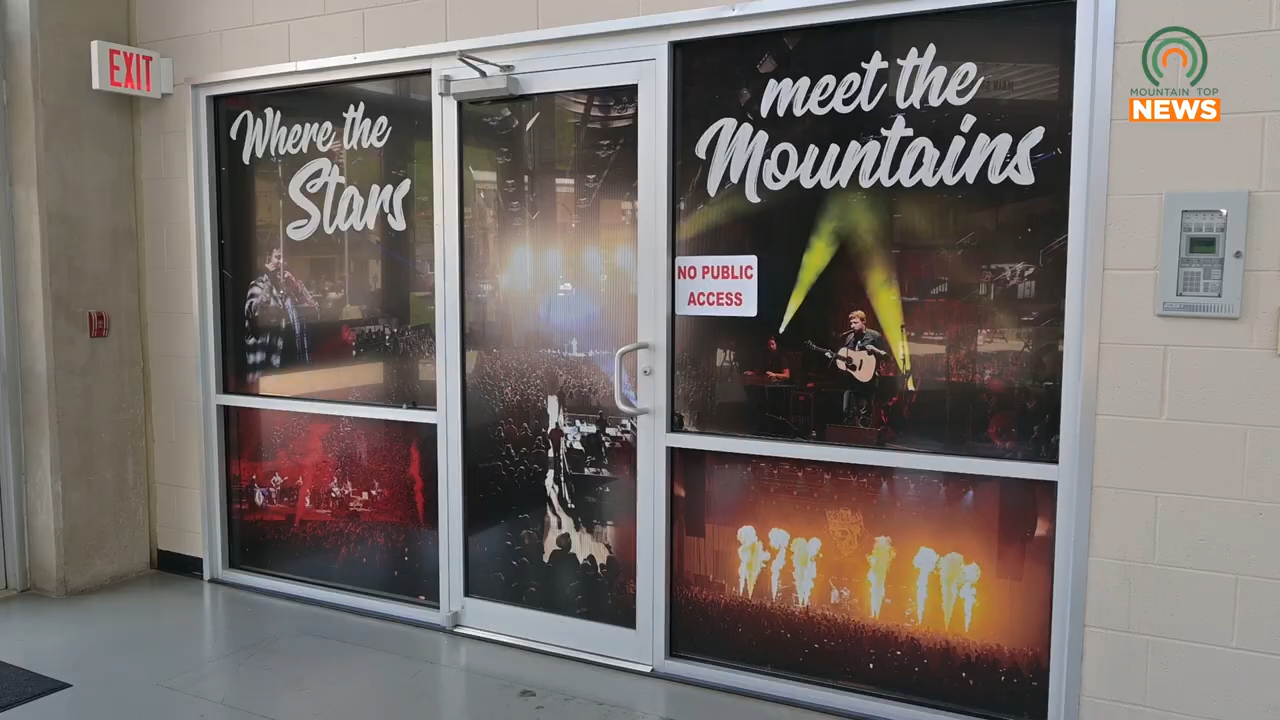 EXIT
Where the
Stars
meet the
Mountains
NO PUBLIC
ACCESS
MOUNTAIN TOP
NEWS